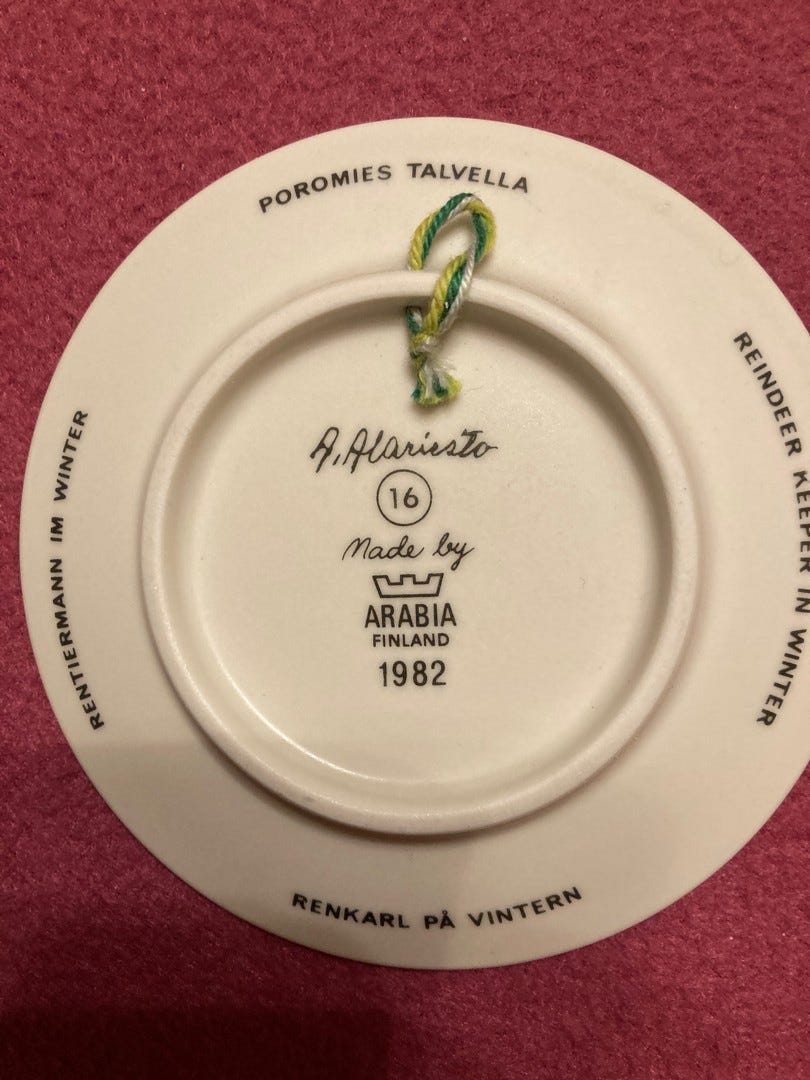 POROMIES TALVELLA
REINDEER KEEPER IN WINTER
RENKARL PÅ VINTERN
RENTIERMANN IM WINTER
A. Alariesto
16
Made by
ARABIA
FINLAND
1982